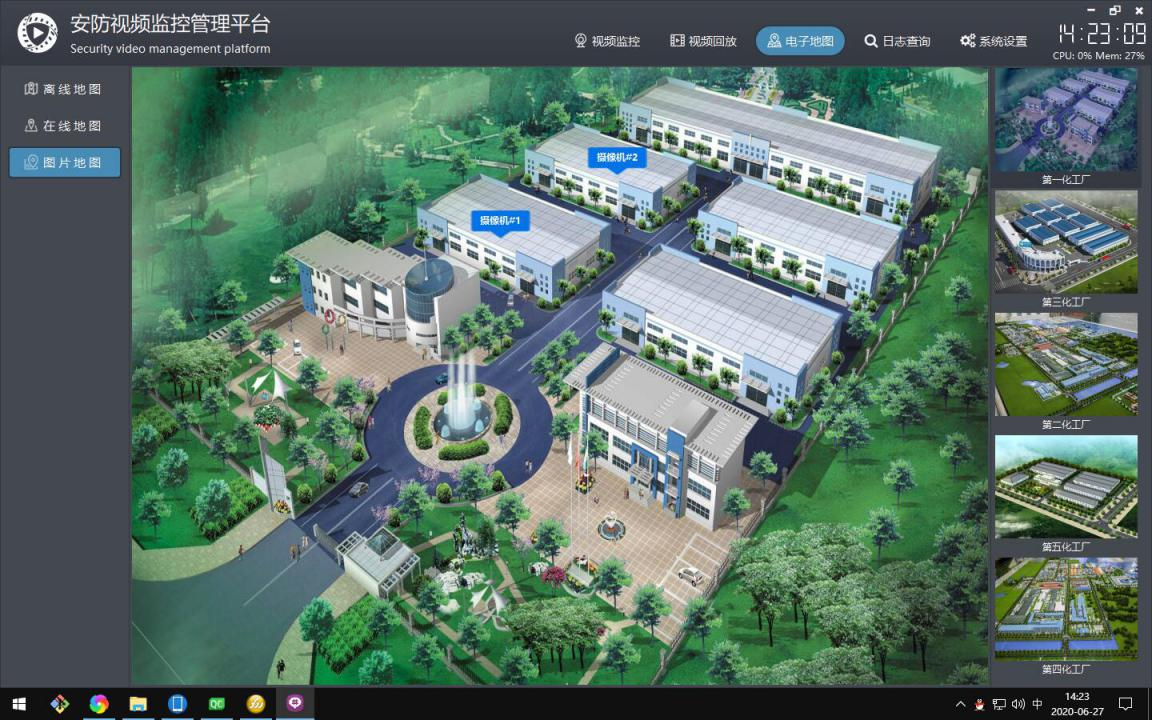 安防视频监控管理平台
Security video management platform
视频监控
视频回放
电子地图
日志查询
系统设置
14:23:09
CPU: 0% Mem: 27%
离线地图
在线地图
图片地图
摄像机#2
摄像机#1
第一化工厂
第三化工厂
第二化工厂
第五化工厂
第四化工厂
QC
中
14:23
2020-06-27